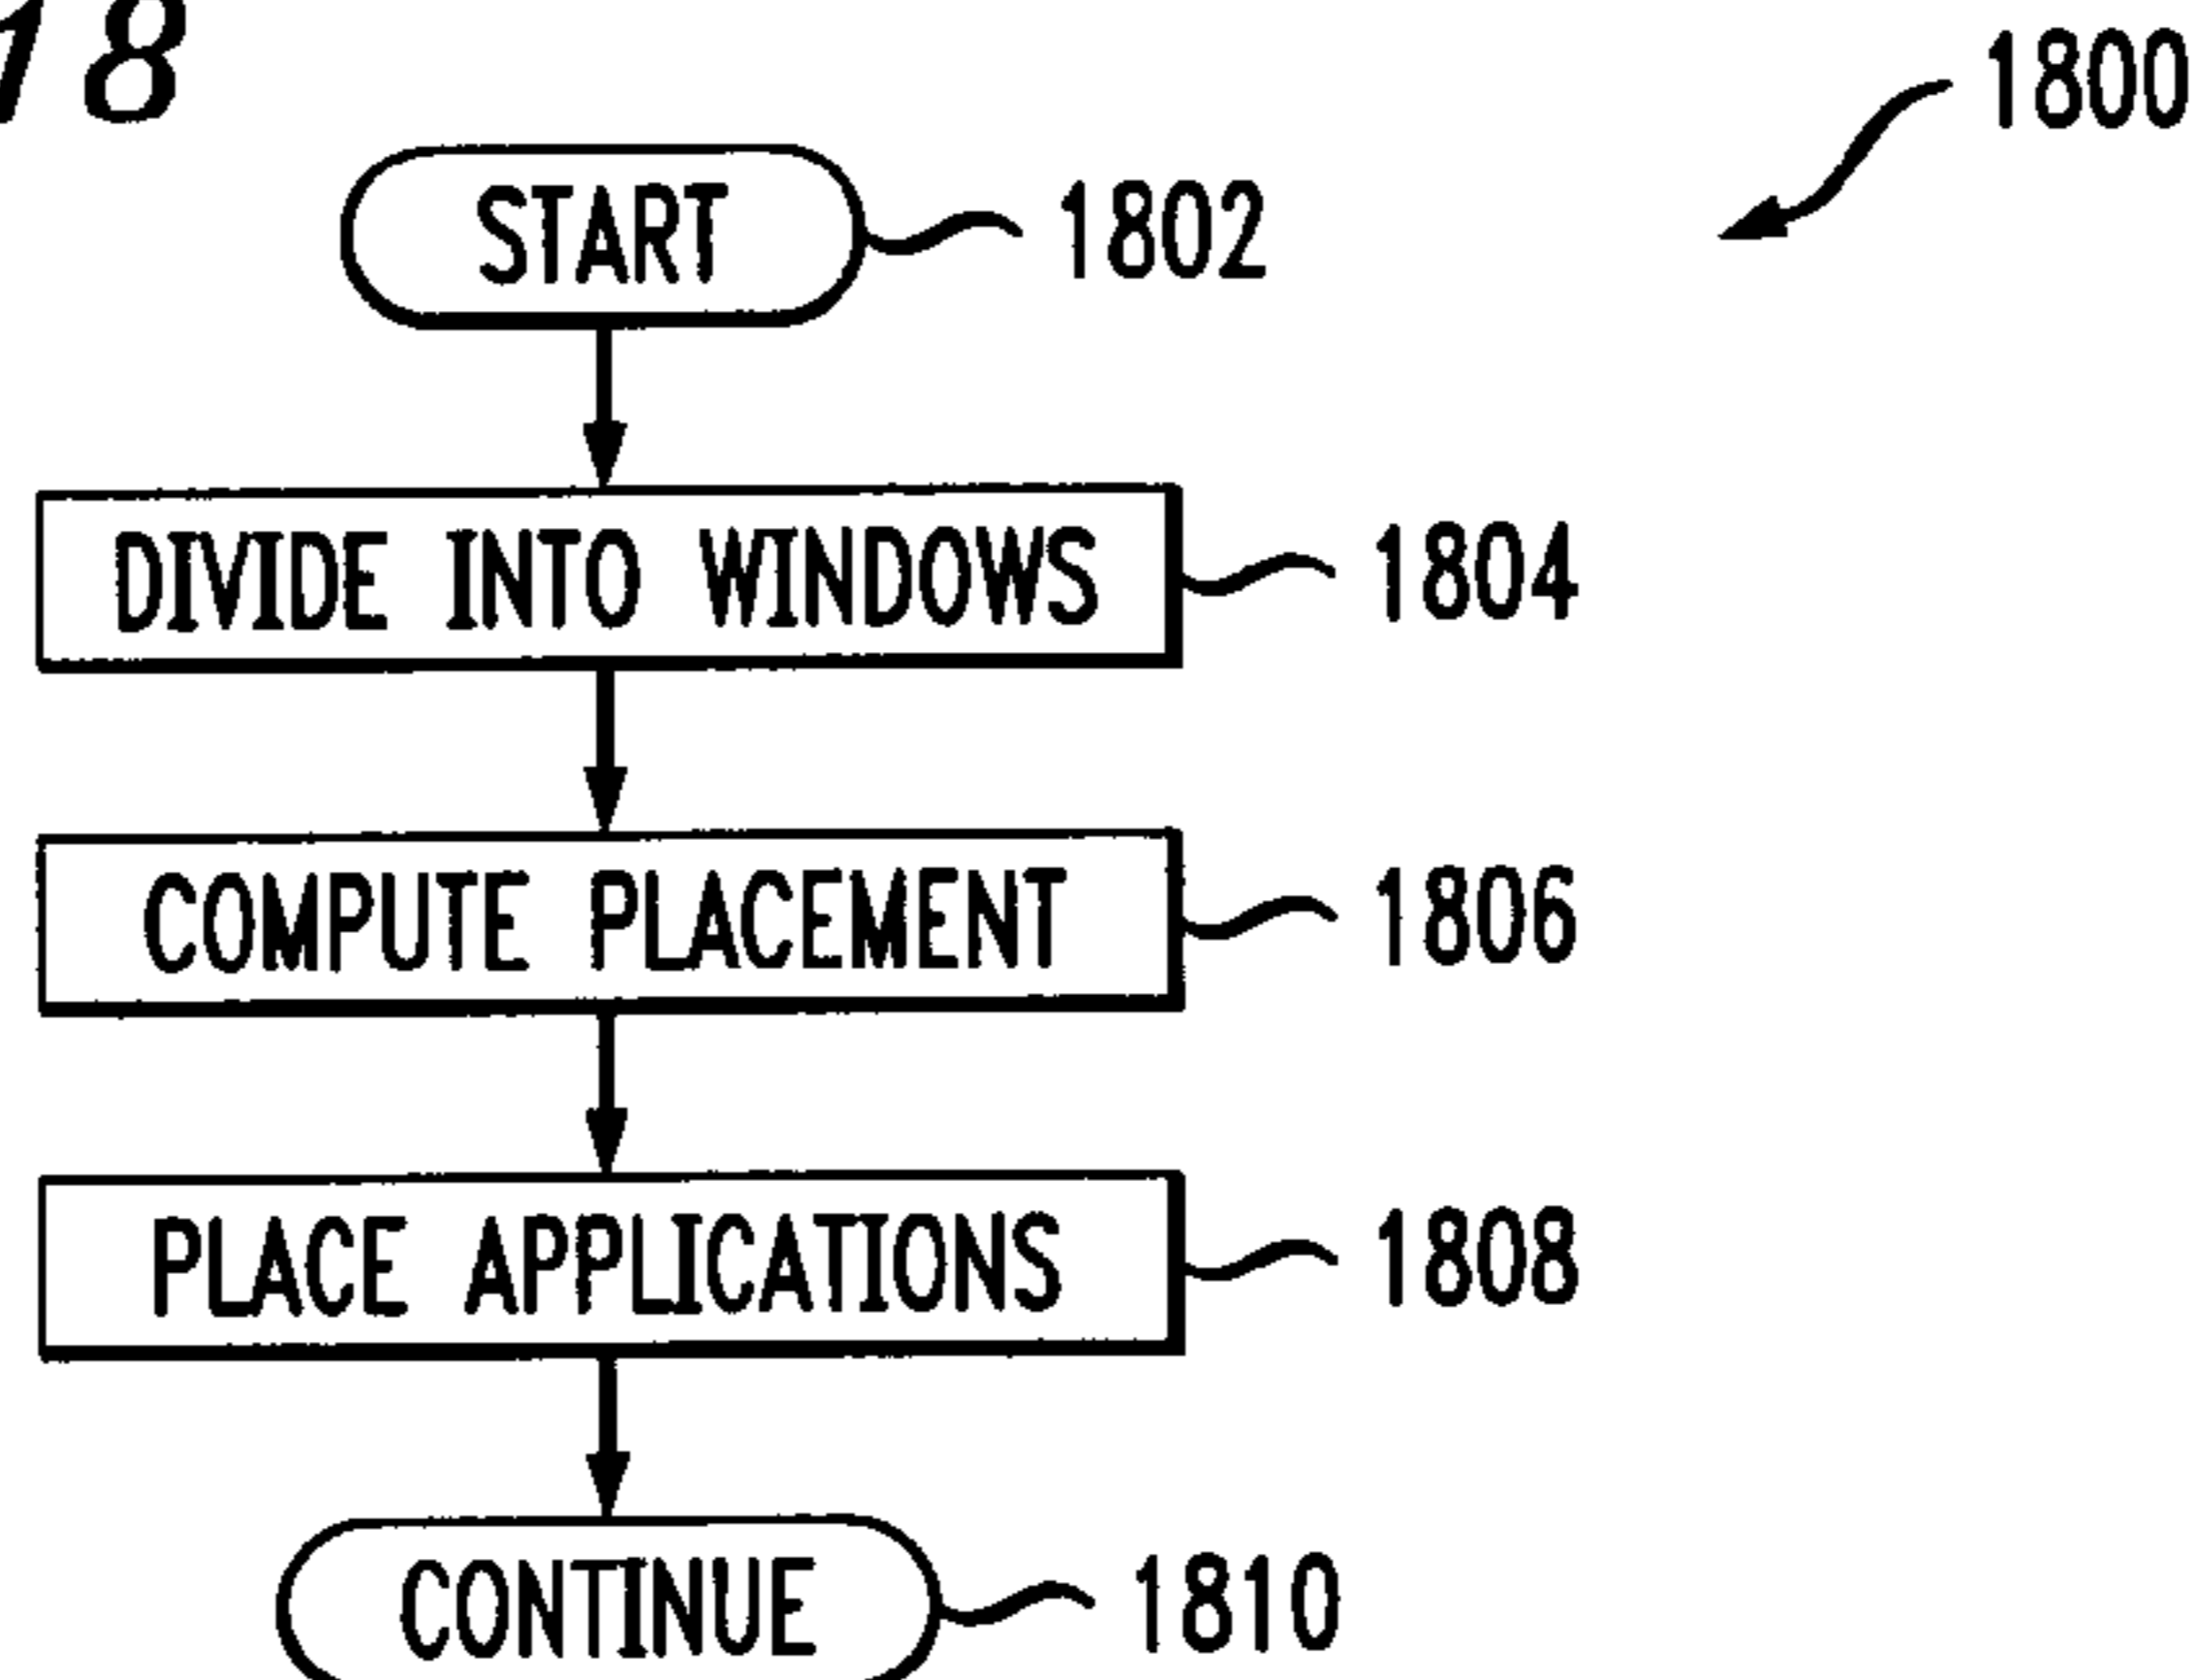 18
1800
START 1802
DIVIDE INTO WINDOWS 1804
COMPUTE PLACEMENT 1806
PLACE APPLICATIONS 1808
CONTINUE 1810